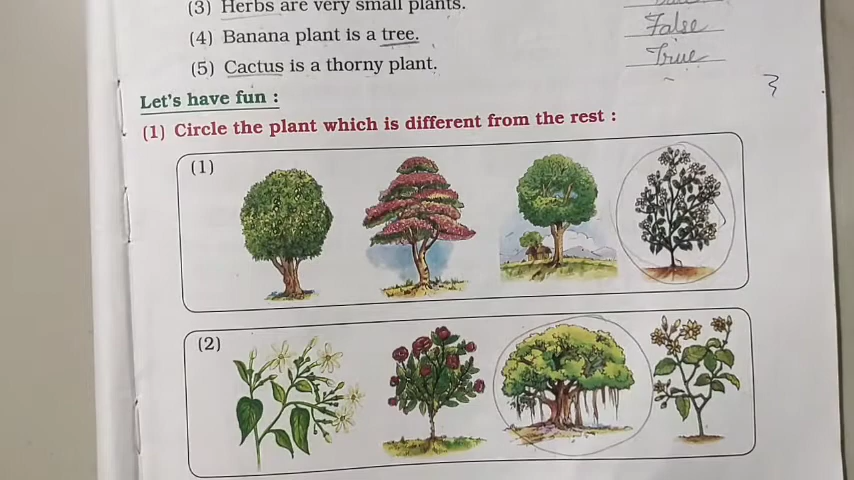 (3) Herbs are very small plants.
(4) Banana plant is a tree. False
(5) Cactus is a thorny plant. True
Let's have fun :
(1) Circle the plant which is different from the rest :
(1)
(2)